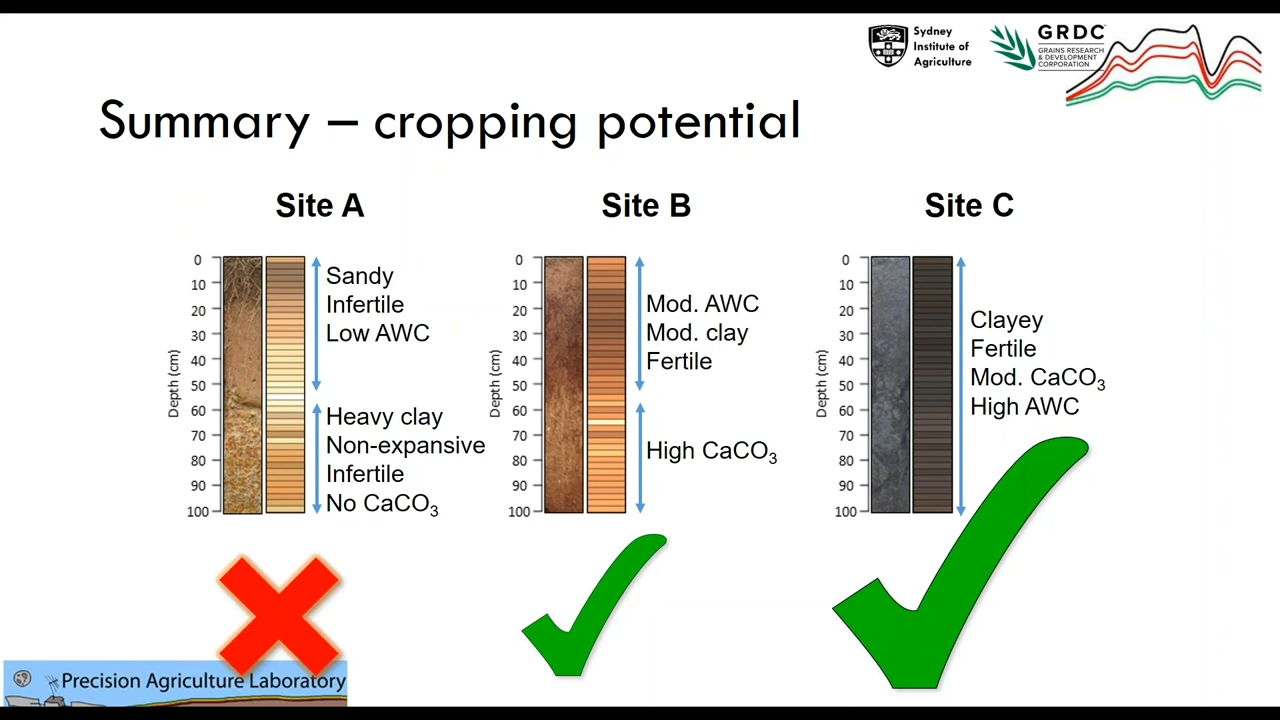 Sydney
Institute of
Agriculture
GRDC
GRAINS RESEARCH
& DEVELOPMENT
CORPORATION
Summary – cropping potential
Site A
Depth (cm)
0
10
20
30
40
50
60
70
80
90
100
Sandy
Infertile
Low AWC
Heavy clay
Non-expansive
Infertile
No CaCO₃
Site B
Depth (cm)
0
10
20
30
40
50
60
70
80
90
100
Mod. AWC
Mod. clay
Fertile
High CaCO₃
Site C
Depth (cm)
0
10
20
30
40
50
60
70
80
90
100
Clayey
Fertile
Mod. CaCO₃
High AWC
Precision Agriculture Laboratory